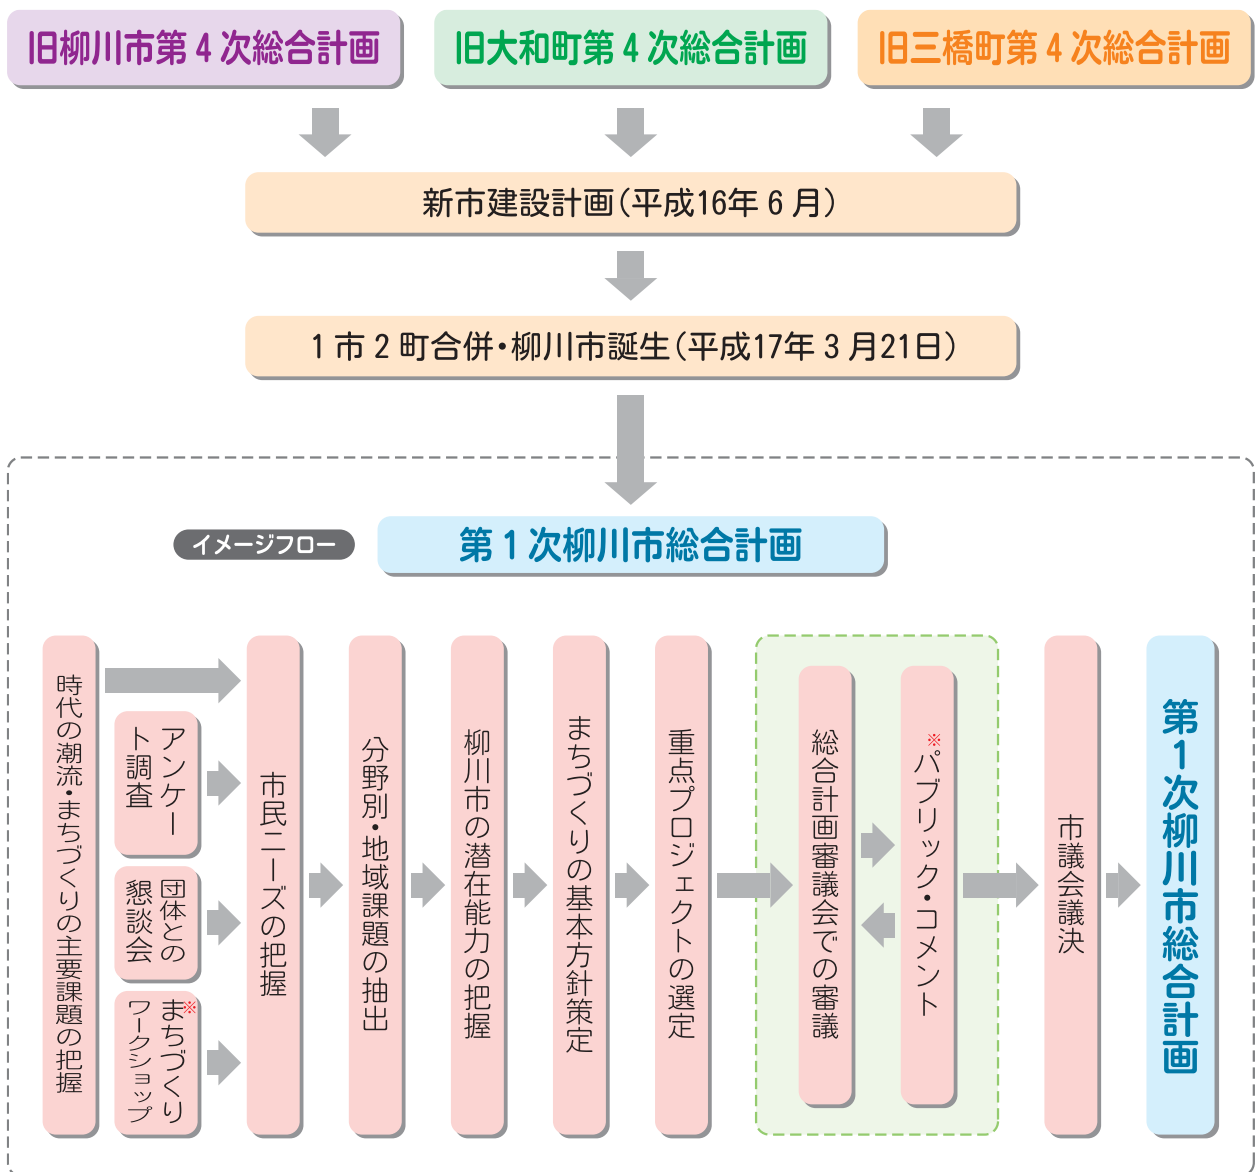 旧柳川市第4次総合計画
旧大和町第4次総合計画
旧三橋町第4次総合計画
新市建設計画(平成16年6月)
1市2町合併・柳川市誕生(平成17年3月21日)
イメージフロー
第1次柳川市総合計画
時代の潮流・まちづくりの主要課題の把握
アンケー
ト調査
団体との
懇談会
※
まちづくり
ワークショップ
市民ニーズの把握
分野別・地域課題の抽出
柳川市の潜在能力の把握
まちづくりの基本方針策定
重点プロジェクトの選定
総合計画審議会での審議
※
パブリック・コメント
市議会議決
第1次柳川市総合計画